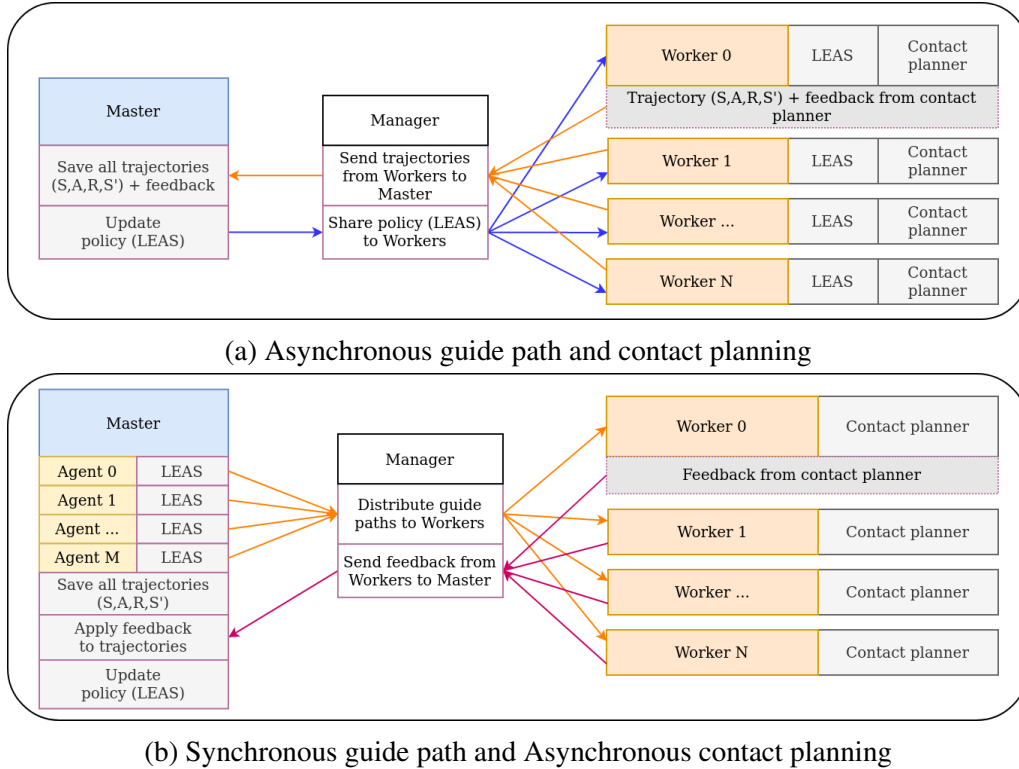 Master
Save all trajectories
(S,A,R,S') + feedback
Update
policy (LEAS)
Manager
Send trajectories
from Workers to
Master
Share policy (LEAS)
to Workers
Worker 0
LEAS
Contact
planner
Trajectory (S,A,R,S') + feedback from contact
planner
Worker 1
LEAS
Contact
planner
Worker ...
LEAS
Contact
planner
Worker N
LEAS
Contact
planner
(a) Asynchronous guide path and contact planning
Master
Agent 0
LEAS
Agent 1
LEAS
Agent ...
LEAS
Agent M
LEAS
Save all trajectories
(S,A,R,S')
Apply feedback
to trajectories
Update
policy (LEAS)
Manager
Distribute guide
paths to Workers
Send feedback from
Workers to Master
Worker 0
Contact planner
Feedback from contact planner
Worker 1
Contact planner
Worker ...
Contact planner
Worker N
Contact planner
(b) Synchronous guide path and Asynchronous contact planning